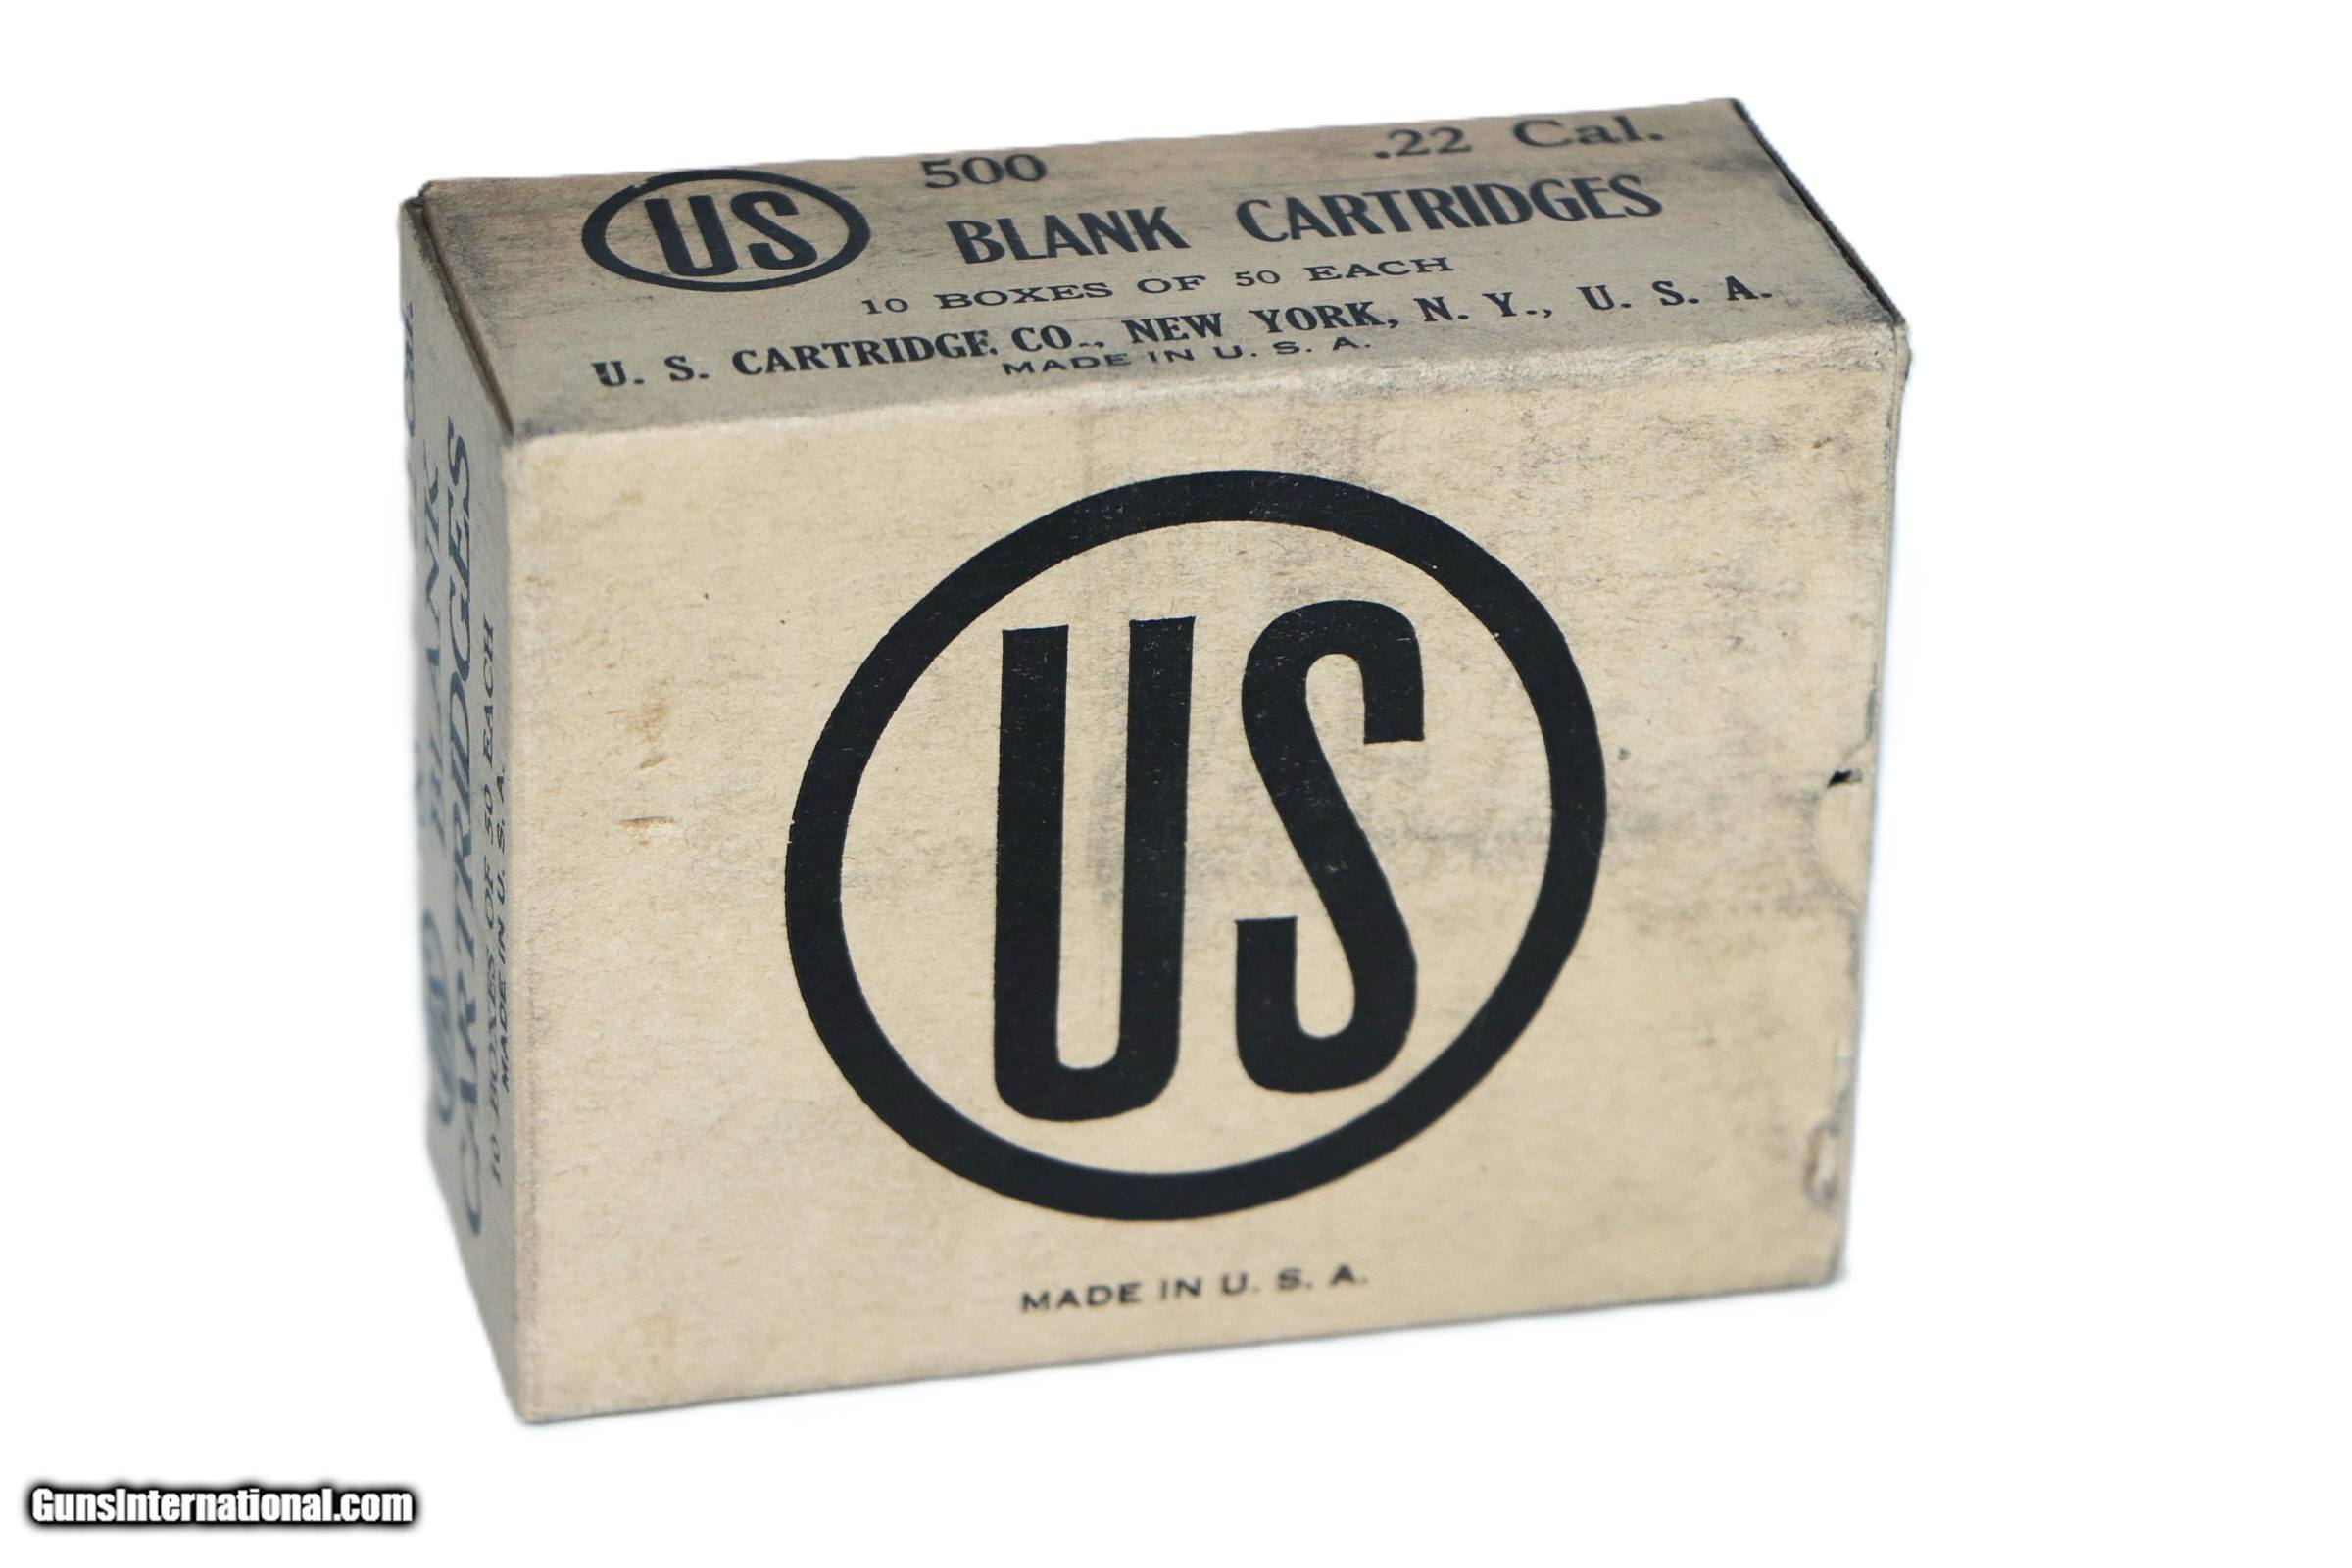 500 .22 Cal.
US BLANK CARTRIDGES
10 BOXES OF 50 EACH
U. S. CARTRIDGE CO., NEW YORK, N. Y., U. S. A.
MADE IN U. S. A.
US
MADE IN U. S. A.
BLANK
CARTRIDGES
10 BOXES OF 50 EACH
MADE IN U. S. A.
GunsInternational.com